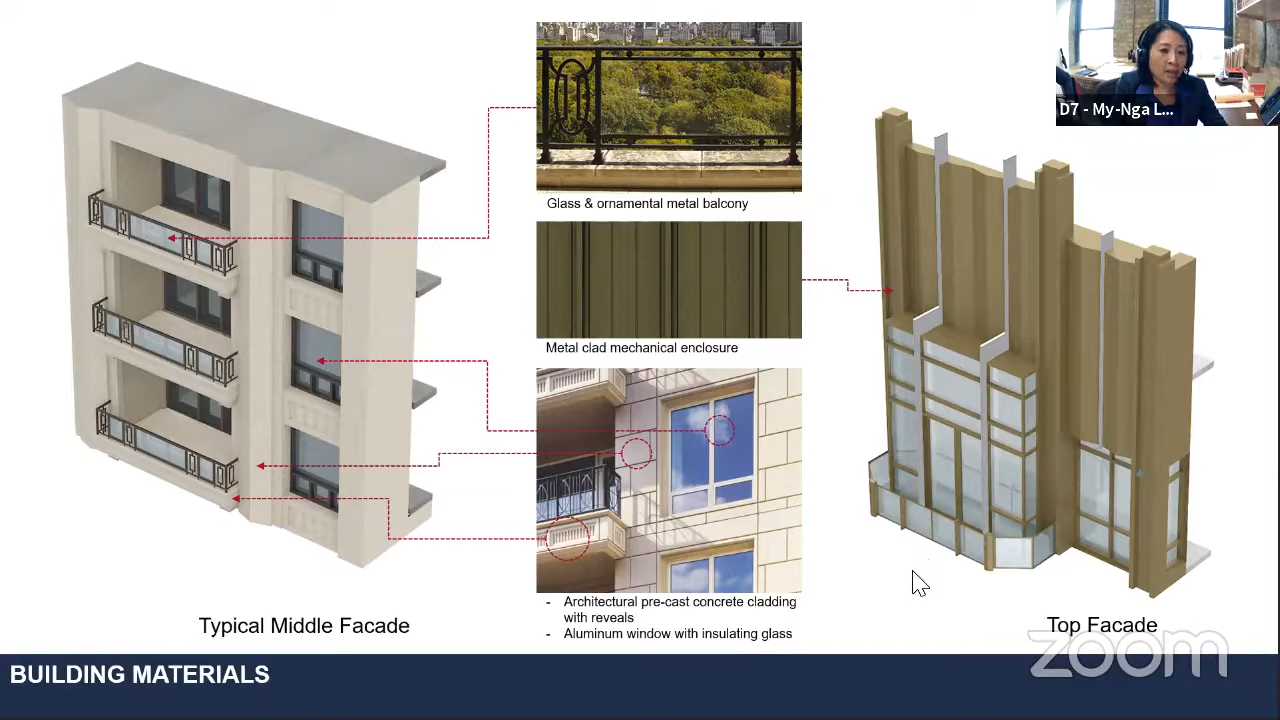 D7 - My-Nga L...
Glass & ornamental metal balcony
Metal clad mechanical enclosure
- Architectural pre-cast concrete cladding
with reveals
- Aluminum window with insulating glass
Typical Middle Facade
Top Facade
zoom
BUILDING MATERIALS